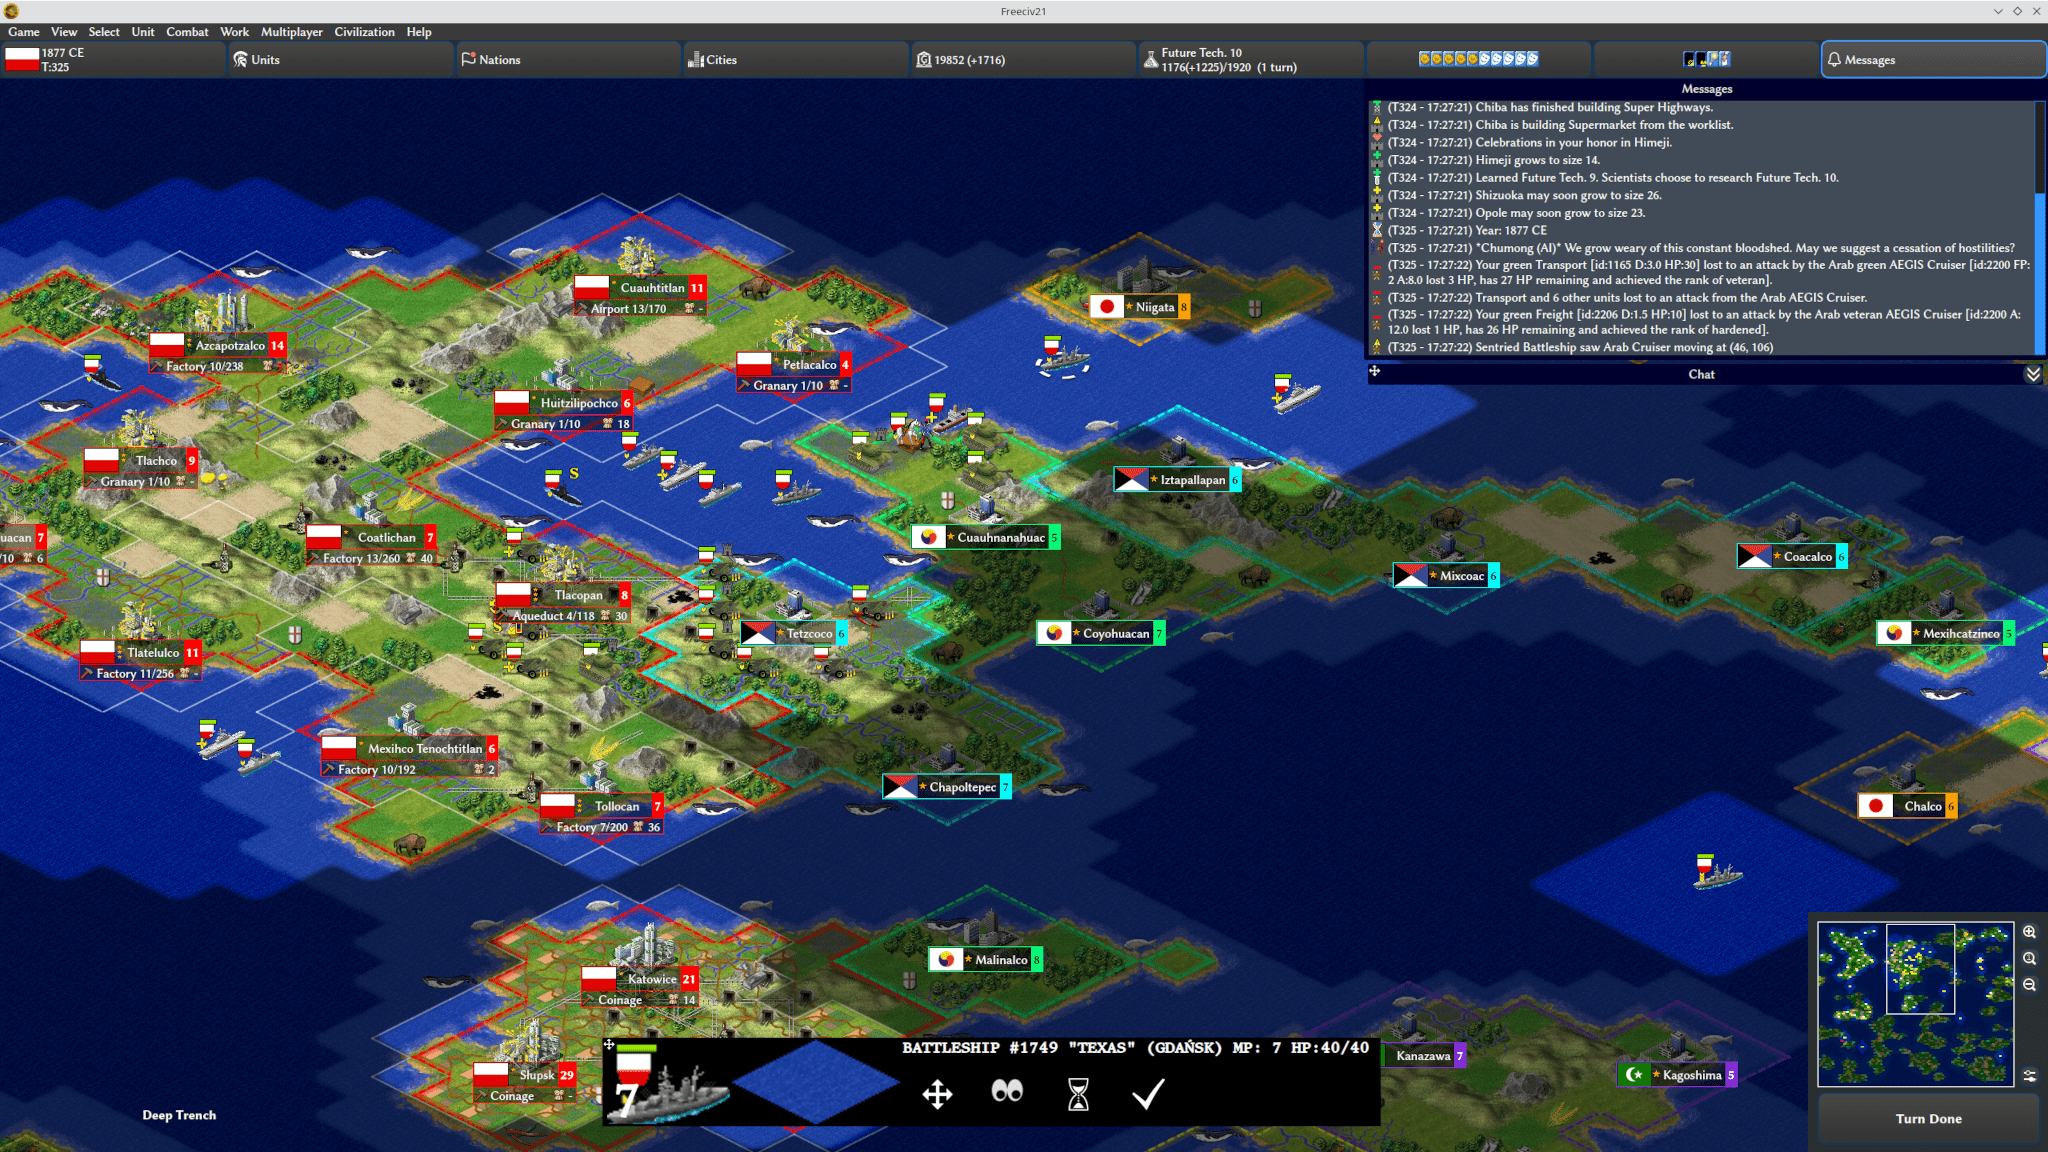 Freeciv21
Game View Select Unit Combat Work Multiplayer Civilization Help
1877 CE
T:325
Units
Nations
Cities
19852 (+1716)
Future Tech. 10
1176(+1225)/1920 (1 turn)
Messages
Messages
(T324 - 17:27:21) Chiba has finished building Super Highways.
(T324 - 17:27:21) Chiba is building Supermarket from the worklist.
(T324 - 17:27:21) Celebrations in your honor in Himeji.
(T324 - 17:27:21) Himeji grows to size 14.
(T324 - 17:27:21) Learned Future Tech. 9. Scientists choose to research Future Tech. 10.
(T324 - 17:27:21) Shizuoka may soon grow to size 26.
(T324 - 17:27:21) Opole may soon grow to size 23.
(T325 - 17:27:21) Year: 1877 CE
(T325 - 17:27:21) *Chumong (AI)* We grow weary of this constant bloodshed. May we suggest a cessation of hostilities?
(T325 - 17:27:22) Your green Transport [id:1165 D:3.0 HP:30] lost to an attack by the Arab green AEGIS Cruiser [id:2200 FP:
2 A:8.0 lost 3 HP, has 27 HP remaining and achieved the rank of veteran].
(T325 - 17:27:22) Transport and 6 other units lost to an attack from the Arab AEGIS Cruiser.
(T325 - 17:27:22) Your green Freight [id:2206 D:1.5 HP:10] lost to an attack by the Arab veteran AEGIS Cruiser [id:2200 A:
12.0 lost 1 HP, has 26 HP remaining and achieved the rank of hardened].
(T325 - 17:27:22) Sentried Battleship saw Arab Cruiser moving at (46, 106)
Chat
Cuauhtitlan 11
Airport 13/170 -
Niigata 8
Azcapotzalco 14
Factory 10/238
Petlacalco 4
Granary 1/10 -
Huitzilipochco 6
Granary 1/10 18
Tlachco 9
Granary 1/10 -
S
Iztapallapan 6
uacan 7
/10 6
Coatlichan 7
Factory 13/260 40
Cuauhnanahuac 5
Coacalco 6
Mixcoac 6
Tlacopan 8
Aqueduct 4/118 30
S
Tetzcoco 6
Coyohuacan 7
Mexihcatzinco 5
Tlatelulco 11
Factory 11/256 -
Mexihco Tenochtitlan 6
Factory 10/192 2
Chapoltepec 7
Tollocan 7
Factory 7/200 36
Chalco 6
Malinalco 8
Katowice 21
Coinage 14
BATTLESHIP #1749 "TEXAS" (GDAŃSK) MP: 7 HP:40/40
7
Kanazawa 7
Kagoshima 5
Słupsk 29
Coinage -
Deep Trench
Turn Done